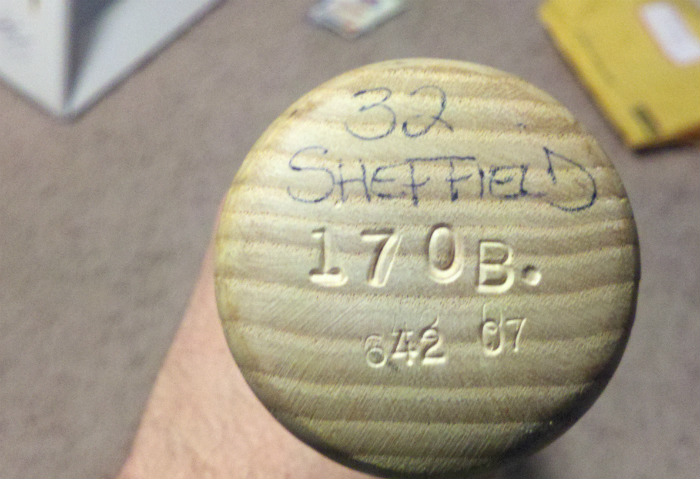 32
SHEFFIELD
170B.
642 07